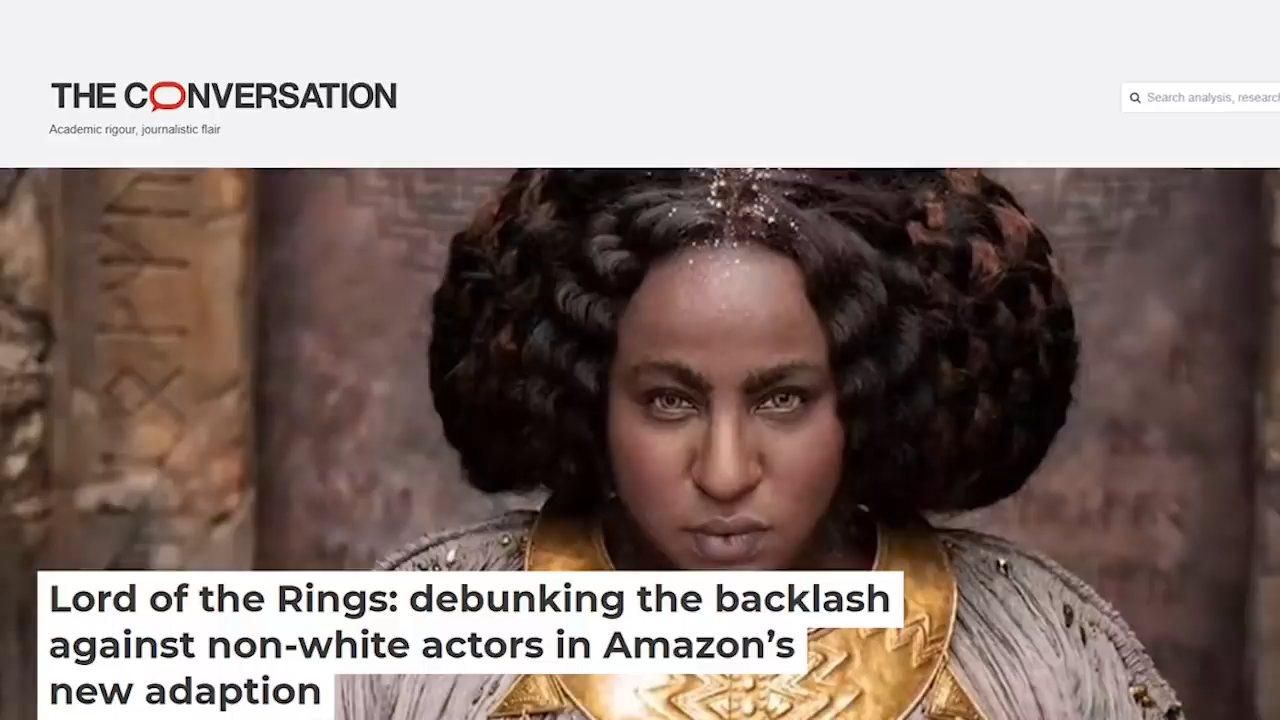 THE CONVERSATION
Academic rigour, journalistic flair
Search analysis, research
Lord of the Rings: debunking the backlash
against non-white actors in Amazon's
new adaption